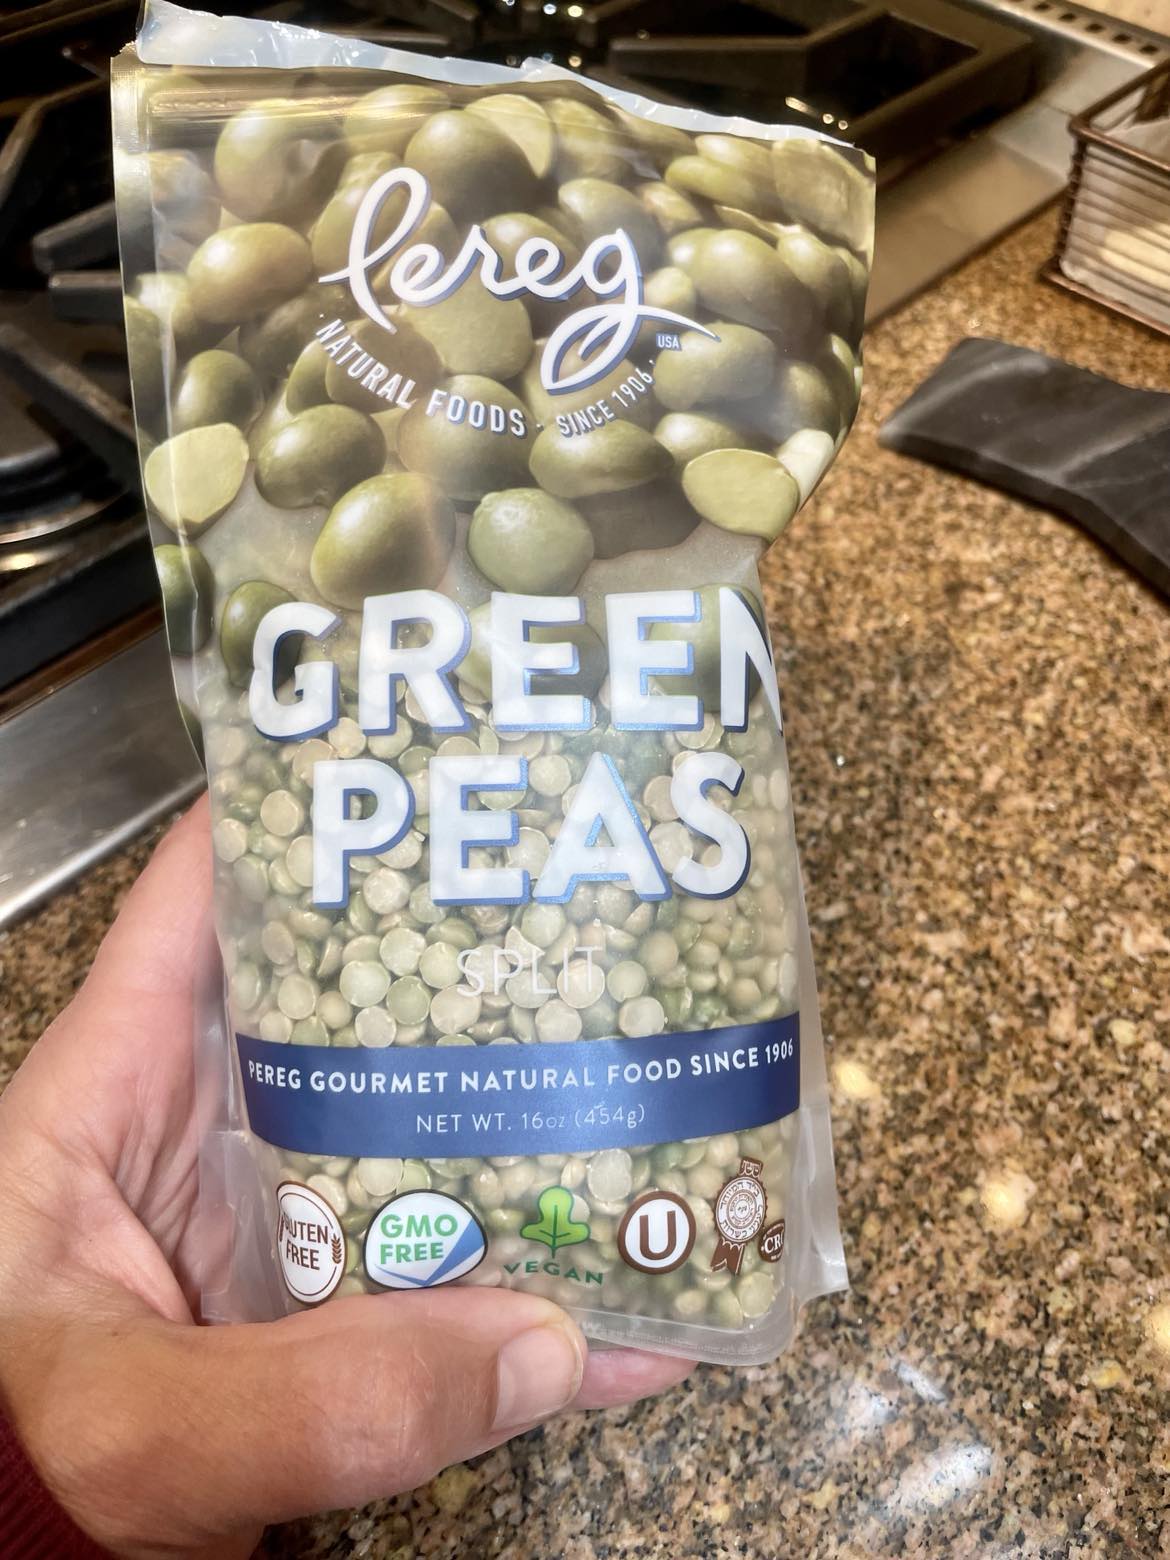 Pereg
USA
· NATURAL FOODS · SINCE 1906 ·
GREEN
PEAS
SPLIT
PEREG GOURMET NATURAL FOOD SINCE 1906
NET WT. 16oz (454g)
GLUTEN
FREE
GMO
FREE
VEGAN
U